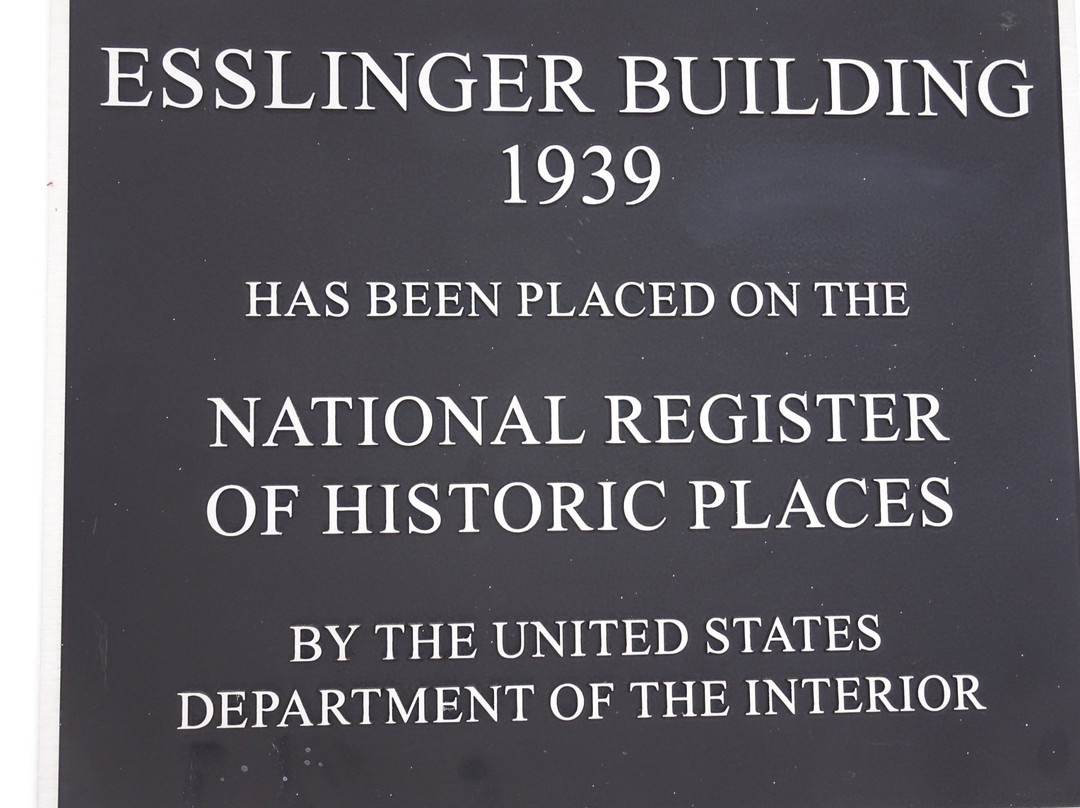 ESSLINGER BUILDING
1939
HAS BEEN PLACED ON THE
NATIONAL REGISTER
OF HISTORIC PLACES
BY THE UNITED STATES
DEPARTMENT OF THE INTERIOR